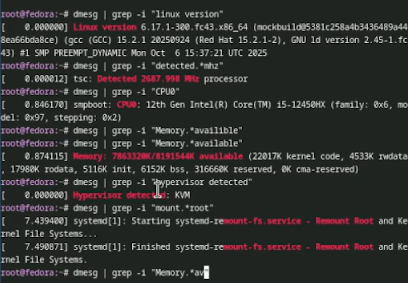 root@fedora:~# dmesg | grep -i "linux version"
[    0.000000] Linux version 6.17.1-300.fc43.x86_64 (mockbuild@5381c258a4b3436489a44
8ea66bda8ce) (gcc (GCC) 15.2.1 20250924 (Red Hat 15.2.1-2), GNU ld version 2.45-1.fc
43) #1 SMP PREEMPT_DYNAMIC Mon Oct  6 15:37:21 UTC 2025
root@fedora:~# dmesg | grep -i "detected.*mhz"
[    0.000012] tsc: Detected 2687.998 MHz processor
root@fedora:~# dmesg | grep -i "CPU0"
[    0.846170] smpboot: CPU0: 12th Gen Intel(R) Core(TM) i5-12450HX (family: 0x6, mo
del: 0x97, stepping: 0x2)
root@fedora:~# dmesg | grep -i "Memory.*availible"
root@fedora:~# dmesg | grep -i "Memory.*available"
[    0.874115] Memory: 7863320K/8191544K available (22017K kernel code, 4533K rwdata
, 17980K rodata, 5116K init, 6152K bss, 316660K reserved, 0K cma-reserved)
root@fedora:~# dmesg | grep -i "hypervisor detected"
[    0.000000] Hypervisor detected: KVM
root@fedora:~# dmesg | grep -i "mount.*root"
[    7.439400] systemd[1]: Starting systemd-remount-fs.service - Remount Root and Ke
rnel File Systems...
[    7.490871] systemd[1]: Finished systemd-remount-fs.service - Remount Root and Ke
rnel File Systems.
root@fedora:~# dmesg | grep -i "Memory.*av"